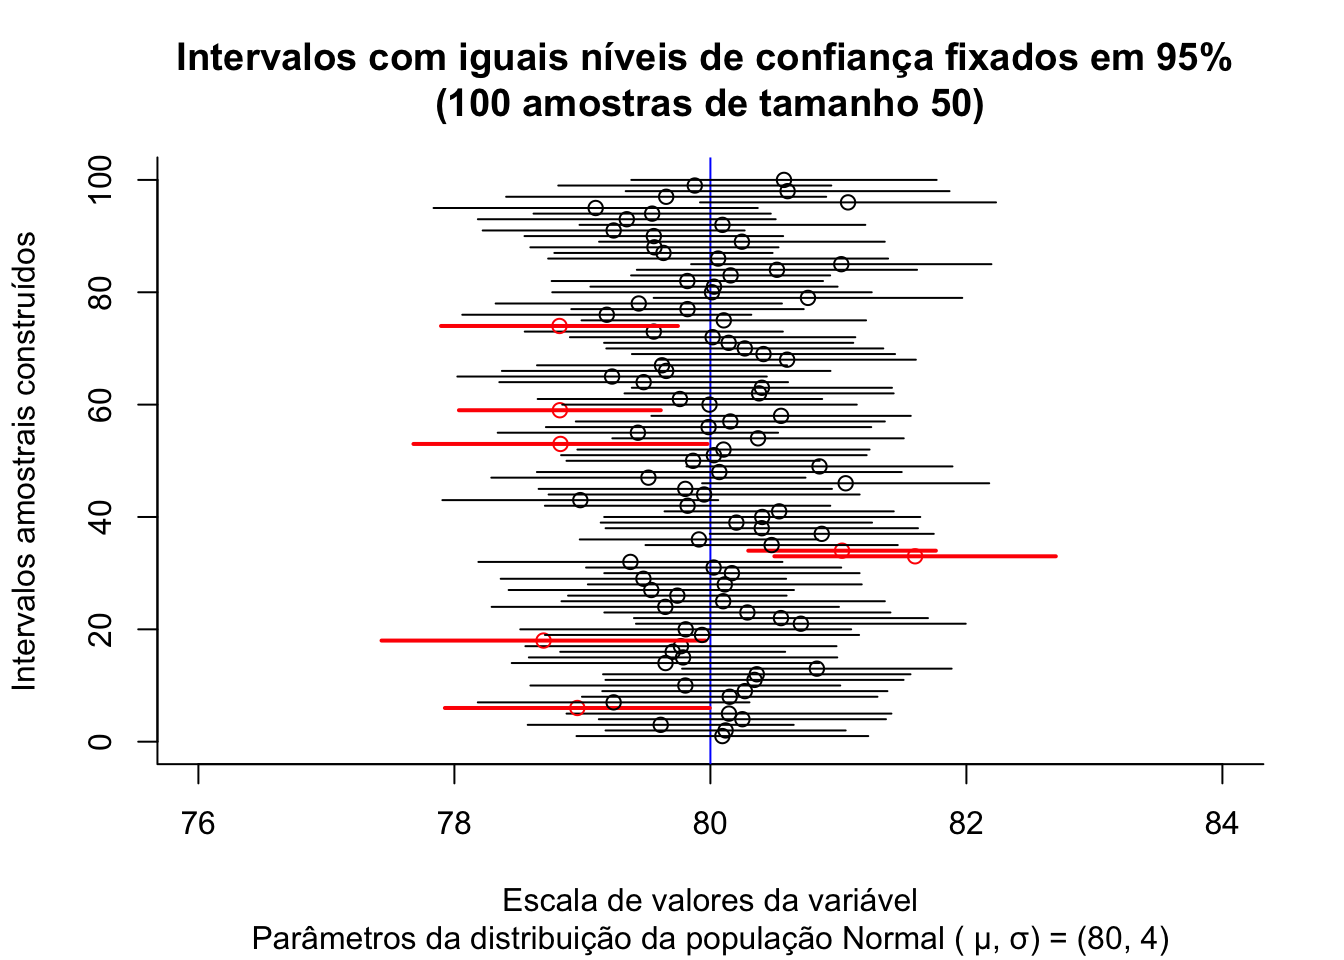 Intervalos com iguais níveis de confiança fixados em 95%
(100 amostras de tamanho 50)
Intervalos amostrais construídos
100
80
60
40
20
0
76 78 80 82 84
Escala de valores da variável
Parâmetros da distribuição da população Normal ( μ, σ) = (80, 4)